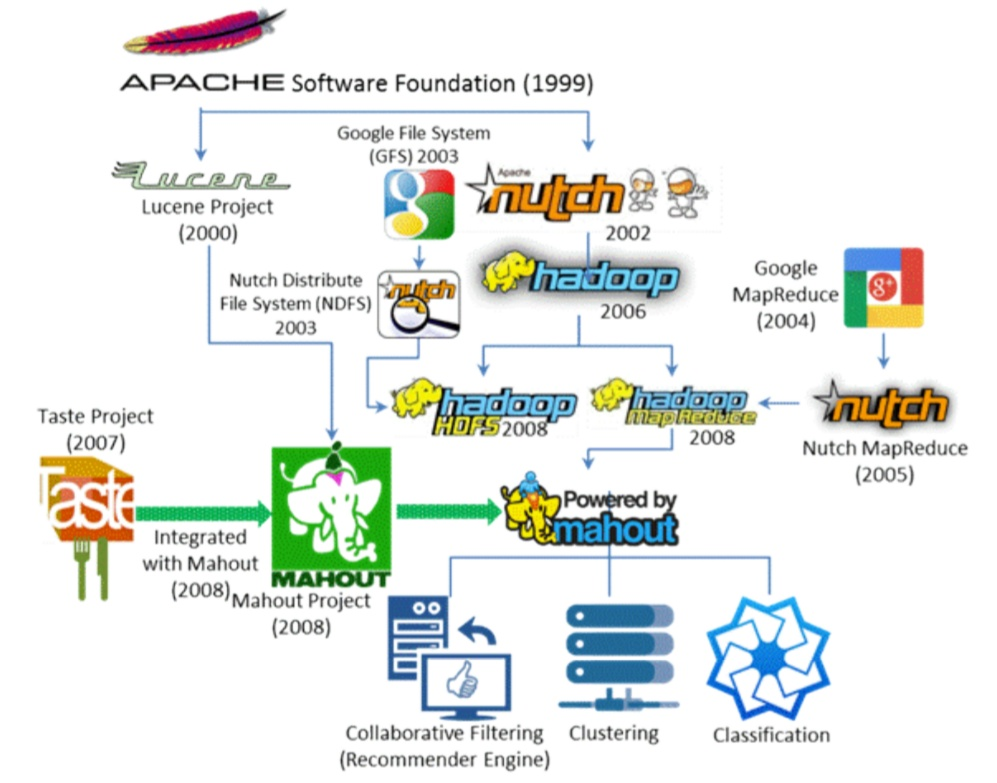 APACHE Software Foundation (1999)
Google File System
(GFS) 2003
Lucene
Lucene Project
(2000)
g
Apache
nutch
2002
Nutch Distribute
File System (NDFS)
2003
nutch
hadoop
2006
Google
MapReduce
(2004)
g+
hadoop
HDFS 2008
hadoop
MapReduce
2008
nutch
Nutch MapReduce
(2005)
Taste Project
(2007)
Taste
Integrated
with Mahout
(2008)
MAHOUT
Mahout Project
(2008)
Powered by
mahout
Collaborative Filtering
(Recommender Engine)
Clustering
Classification